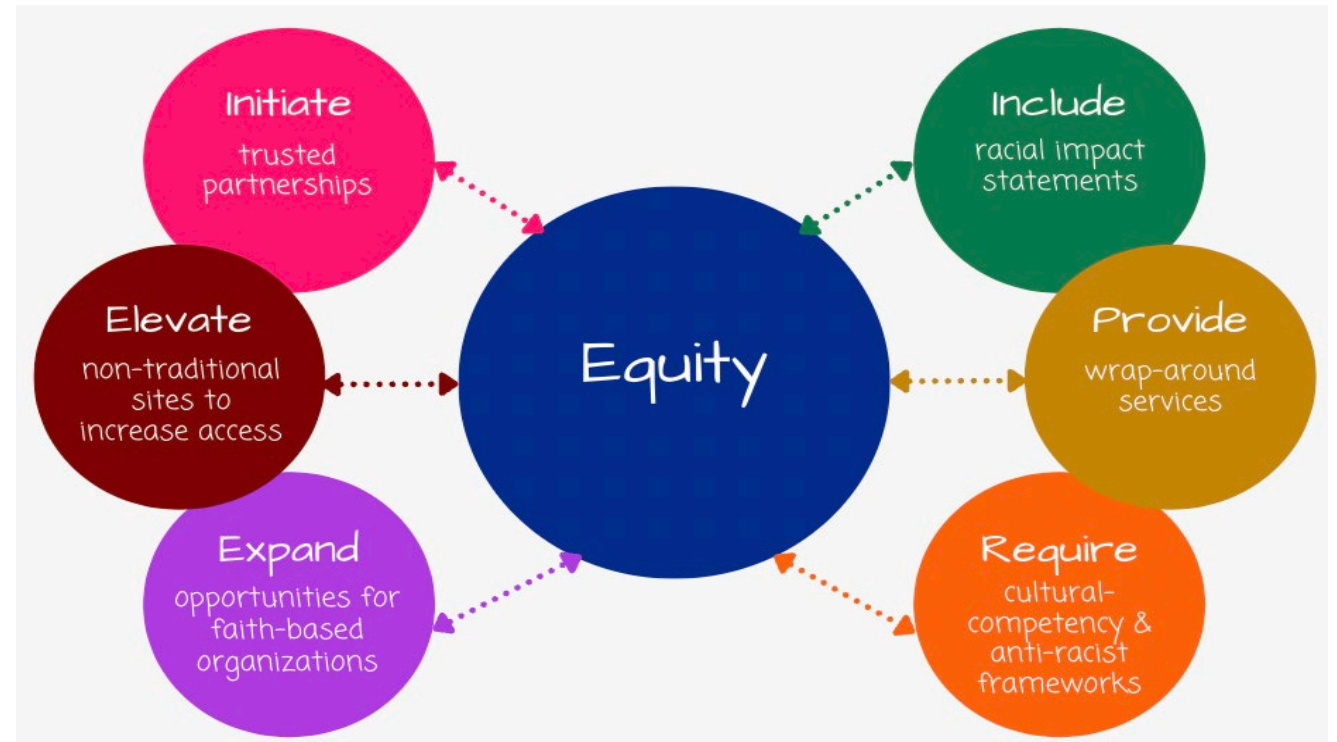 Initiate
trusted
partnerships
Elevate
non-traditional
sites to
increase access
Expand
opportunities for
faith-based
organizations
Equity
Include
racial impact
statements
Provide
wrap-around
services
Require
cultural-
competency &
anti-racist
frameworks